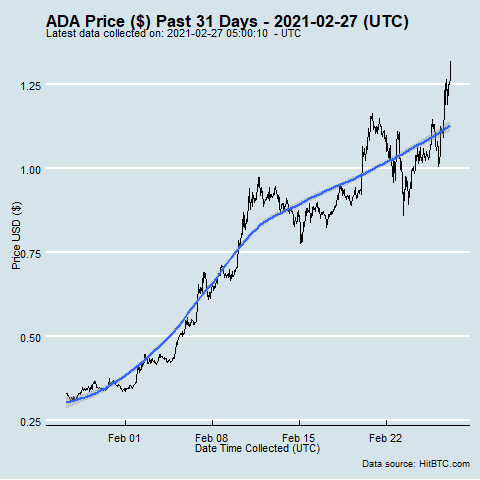 ADA Price ($) Past 31 Days - 2021-02-27 (UTC)
Latest data collected on: 2021-02-27 05:00:10 - UTC
1.25
1.00
0.75
0.50
0.25
Price USD ($)
Feb 01 Feb 08 Feb 15 Feb 22
Date Time Collected (UTC)
Data source: HitBTC.com